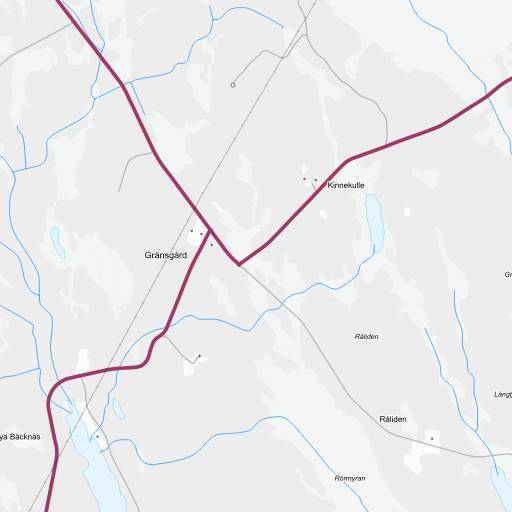 Kinnekulle
Gränsgård
Råliden
Råliden
ya Bäcknäs
Rörmyran